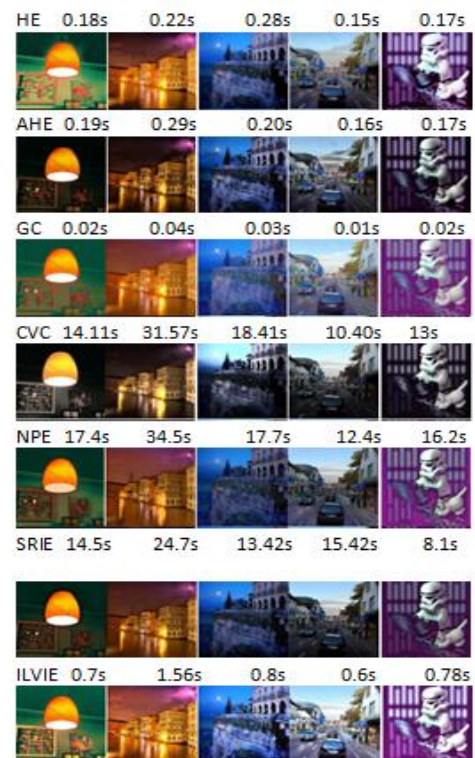 HE 0.18s 0.22s 0.28s 0.15s 0.17s
AHE 0.19s 0.29s 0.20s 0.16s 0.17s
GC 0.02s 0.04s 0.03s 0.01s 0.02s
CVC 14.11s 31.57s 18.41s 10.40s 13s
NPE 17.4s 34.5s 17.7s 12.4s 16.2s
SRIE 14.5s 24.7s 13.42s 15.42s 8.1s
ILVIE 0.7s 1.56s 0.8s 0.6s 0.78s